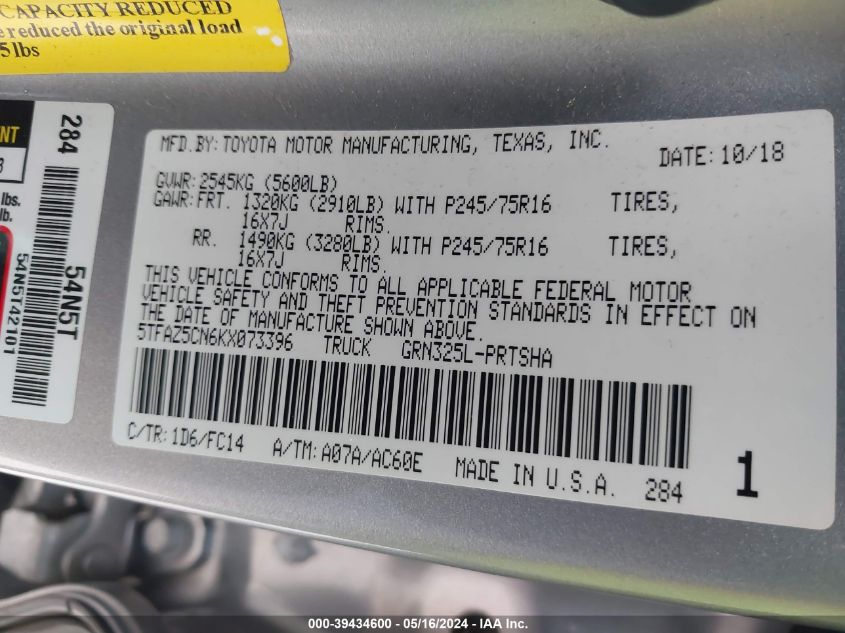 CAPACITY REDUCED
reduced the original load
5lbs
284
54N5T
54N5T42101
NT
lbs.
lb.
MFD.BY:TOYOTA MOTOR MANUFACTURING, TEXAS, INC.
DATE:10/18
GVWR:2545KG (5600LB)
GAWR:FRT. 1320KG (2910LB) WITH P245/75R16 TIRES,
16X7J RIMS.
RR. 1490KG (3280LB) WITH P245/75R16 TIRES,
16X7J RIMS.
THIS VEHICLE CONFORMS TO ALL APPLICABLE FEDERAL MOTOR
VEHICLE SAFETY AND THEFT PREVENTION STANDARDS IN EFFECT ON
THE DATE OF MANUFACTURE SHOWN ABOVE.
5TFAZ5CN6KX073396 TRUCK GRN325L-PRTSHA
C/TR:1D6/FC14 A/TM:A07A/AC60E MADE IN U.S.A. 284
1
000-39434600 - 05/16/2024 - IAA Inc.